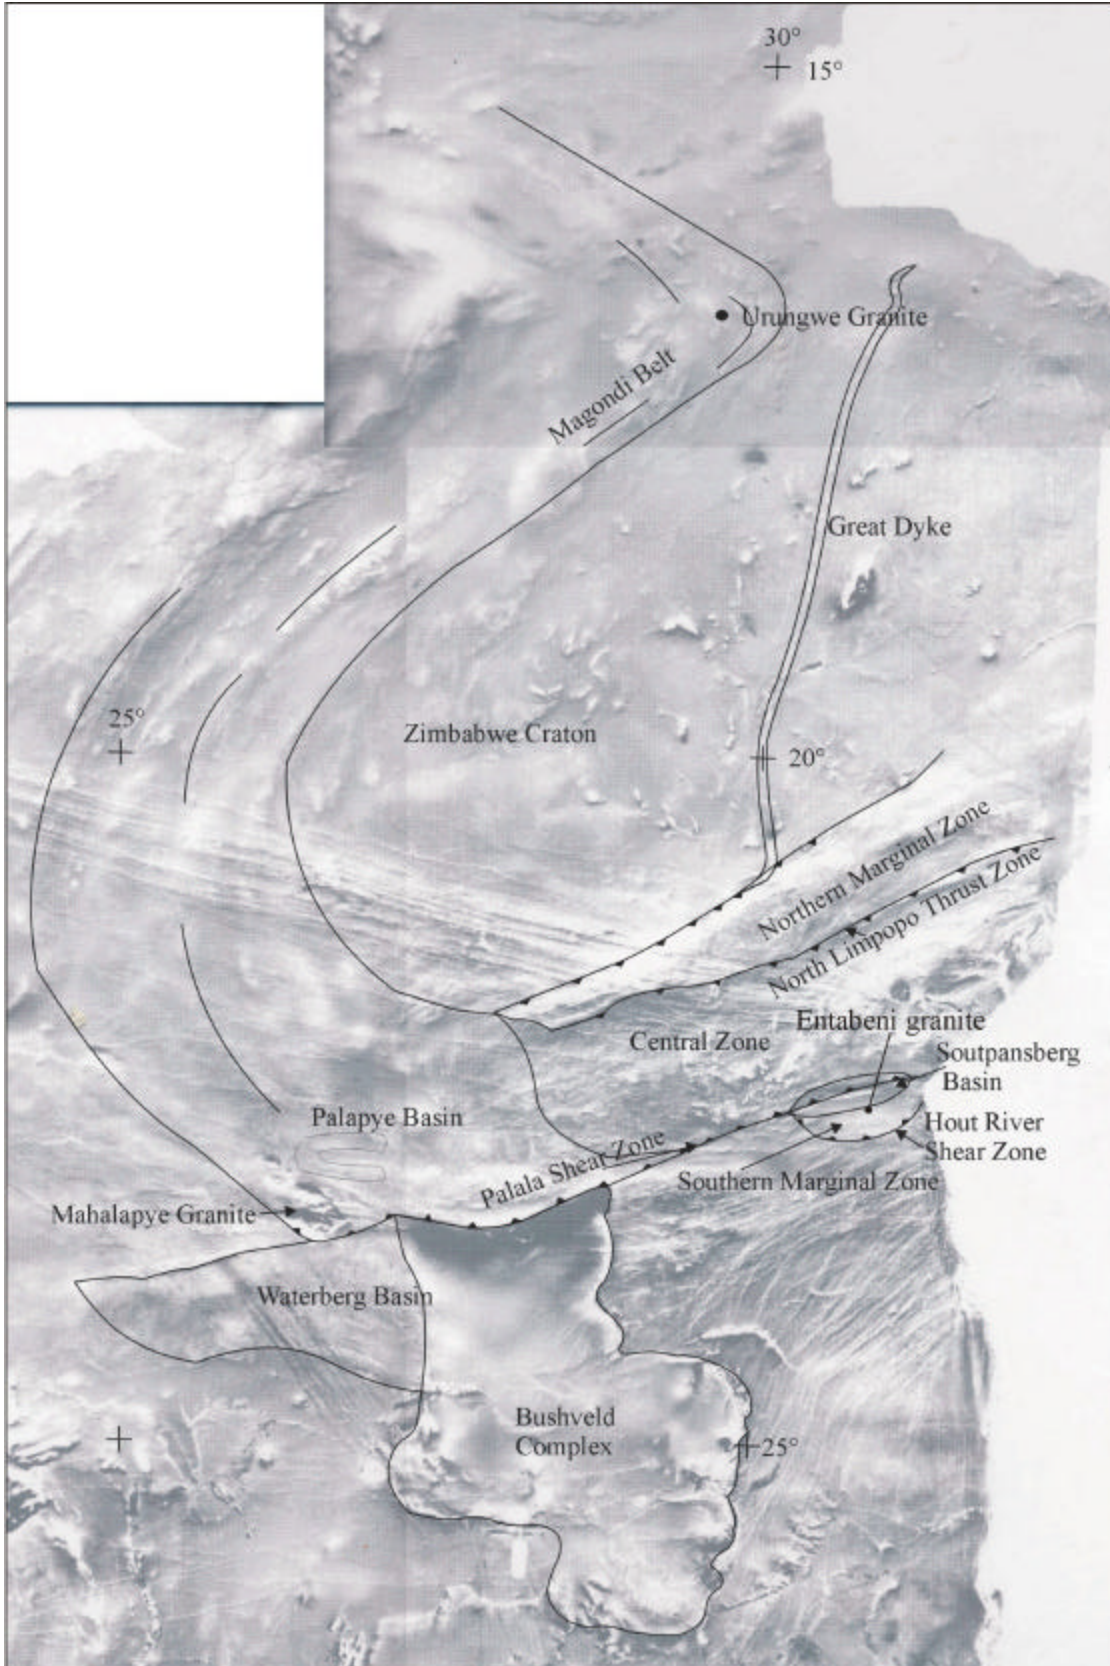 30°
15°
Urungwe Granite
Magondi Belt
Great Dyke
25°
Zimbabwe Craton
20°
Northern Marginal Zone
North Limpopo Thrust Zone
Entabeni granite
Central Zone
Soutpansberg
Basin
Palapye Basin
Hout River
Shear Zone
Palala Shear Zone
Southern Marginal Zone
Mahalapye Granite
Waterberg Basin
Bushveld
Complex
25°